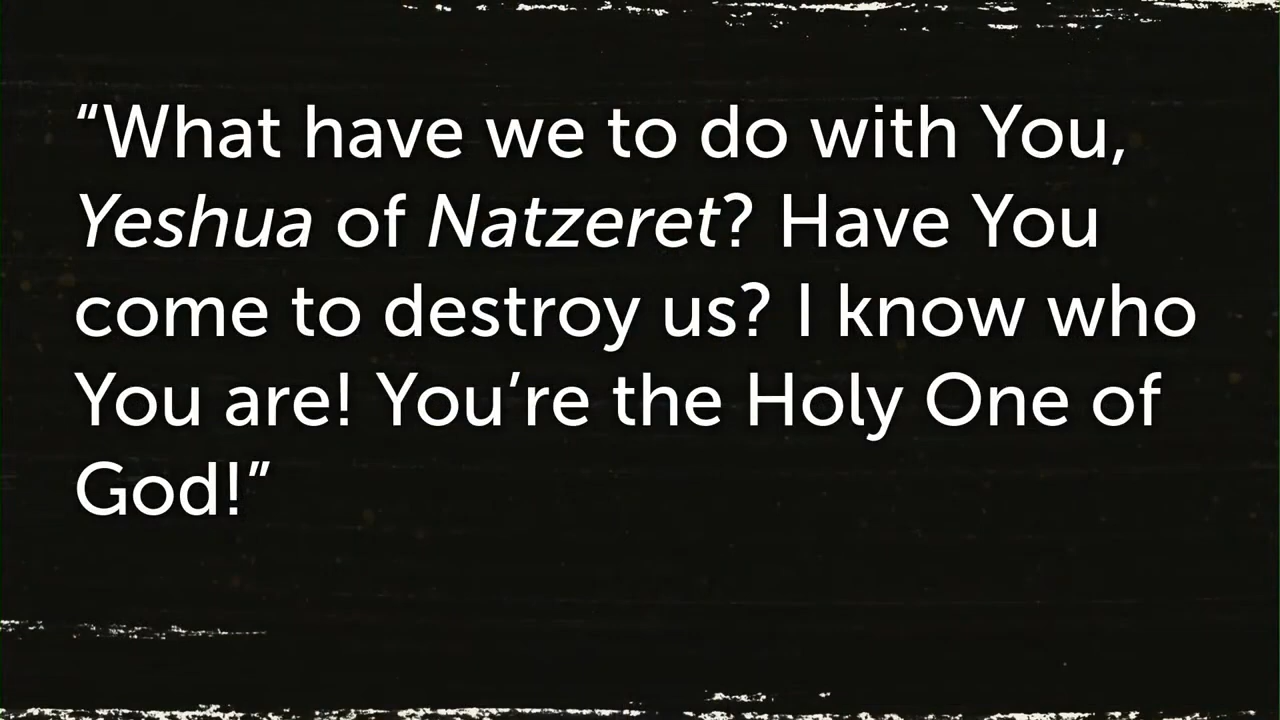 “What have we to do with You,
Yeshua of Natzeret? Have You
come to destroy us? I know who
You are! You’re the Holy One of
God!”